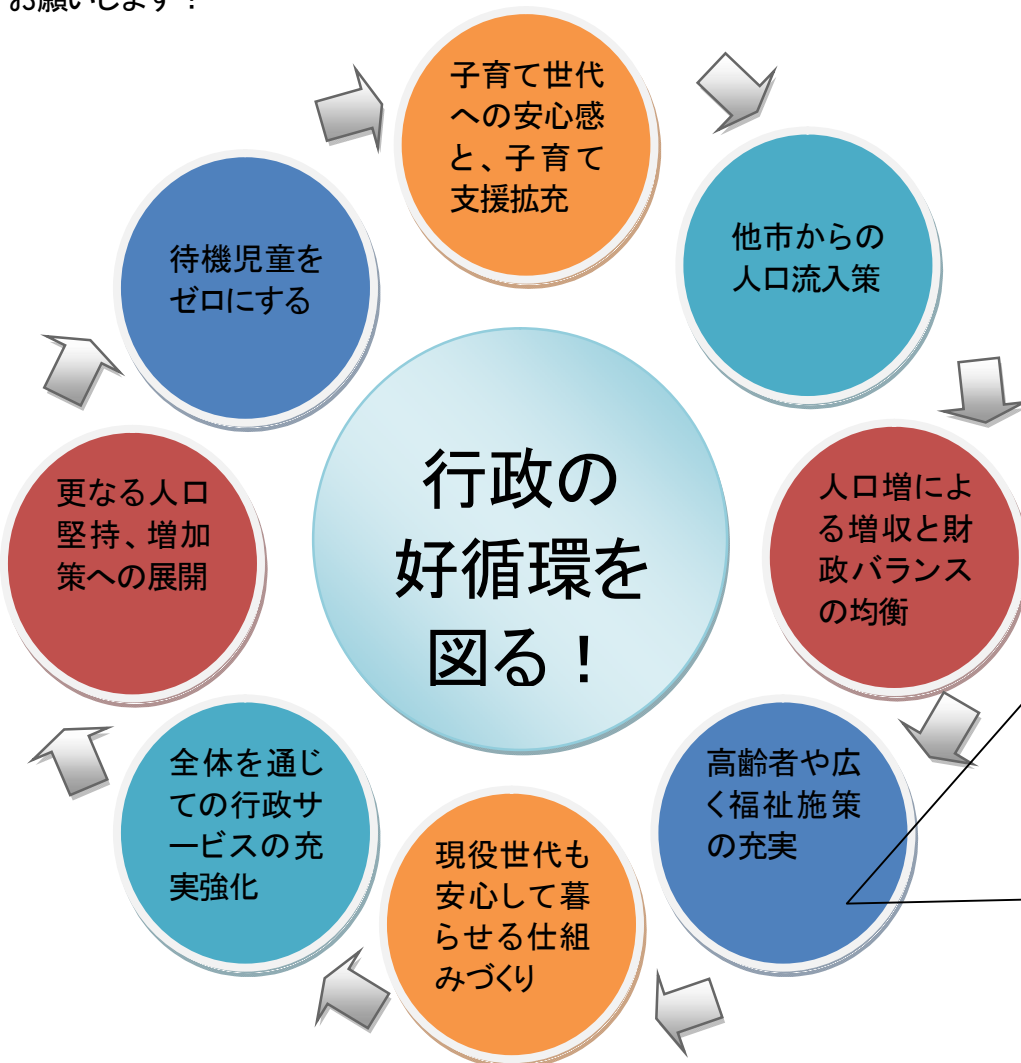 お願いします！
子育て世代
への安心感
と、子育て
支援拡充
他市からの
人口流入策
人口増によ
る増収と財
政バランス
の均衡
高齢者や広
く福祉施策
の充実
現役世代も
安心して暮
らせる仕組
みづくり
全体を通じ
ての行政サ
ービスの充
実強化
更なる人口
堅持、増加
策への展開
待機児童を
ゼロにする
行政の
好循環を
図る！